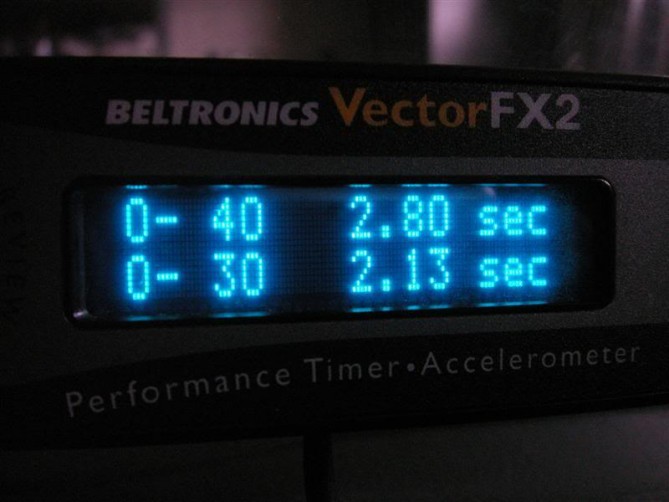 BELTRONICS VectorFX2
0- 40 2.80 sec
0- 30 2.13 sec
Performance Timer•Accelerometer